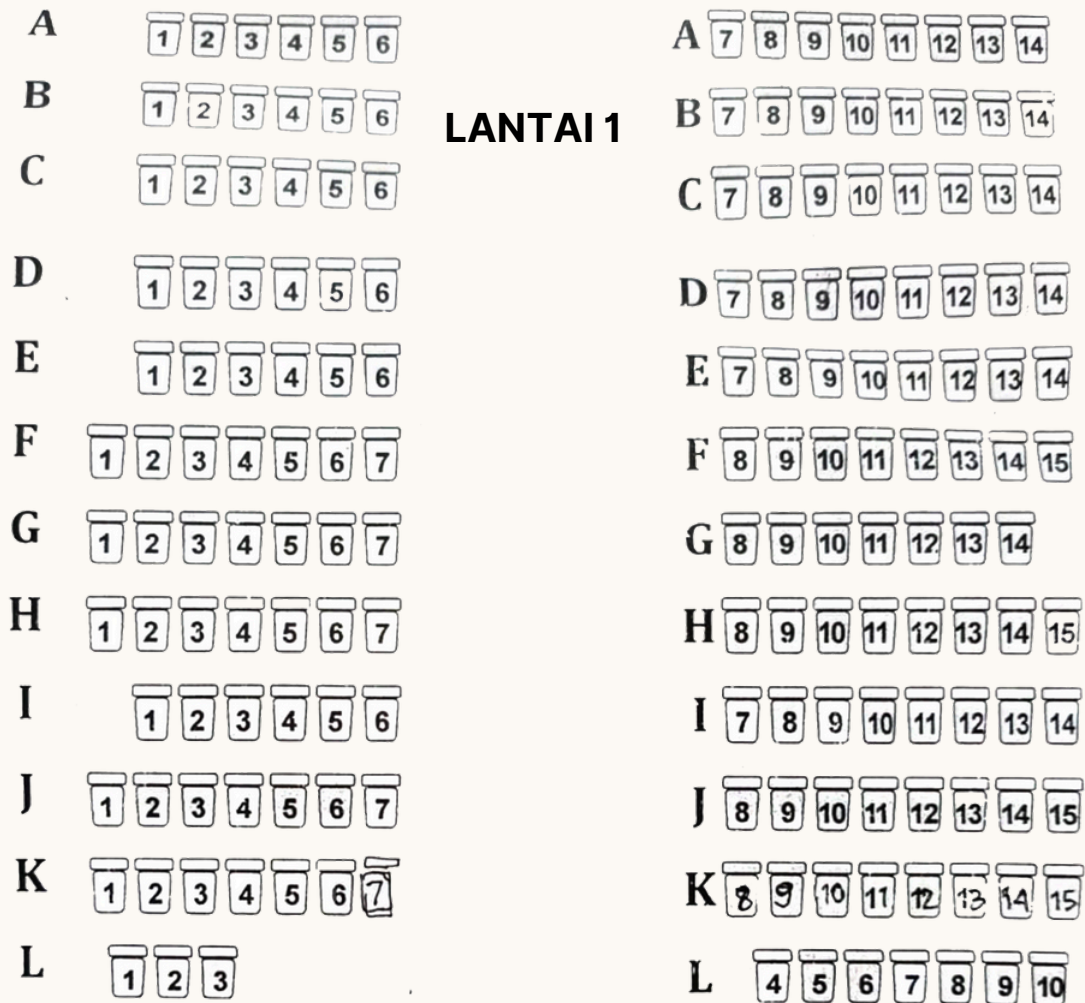 A 1 2 3 4 5 6 A 7 8 9 10 11 12 13 14
B 1 2 3 4 5 6 B 7 8 9 10 11 12 13 14
LANTAI 1
C 1 2 3 4 5 6 C 7 8 9 10 11 12 13 14
D 1 2 3 4 5 6 D 7 8 9 10 11 12 13 14
E 1 2 3 4 5 6 E 7 8 9 10 11 12 13 14
F 1 2 3 4 5 6 7 F 8 9 10 11 12 13 14 15
G 1 2 3 4 5 6 7 G 8 9 10 11 12 13 14
H 1 2 3 4 5 6 7 H 8 9 10 11 12 13 14 15
I 1 2 3 4 5 6 I 7 8 9 10 11 12 13 14
J 1 2 3 4 5 6 7 J 8 9 10 11 12 13 14 15
K 1 2 3 4 5 6 7 K 8 9 10 11 12 13 14 15
L 1 2 3 L 4 5 6 7 8 9 10